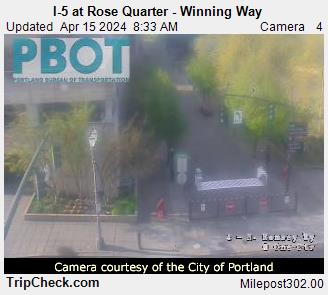 I-5 at Rose Quarter - Winning Way
Updated Apr 15 2024 8:33 AM Camera 4
PBOT
PORTLAND BUREAU OF TRANSPORTATION
Camera courtesy of the City of Portland
TripCheck.com Milepost302.00